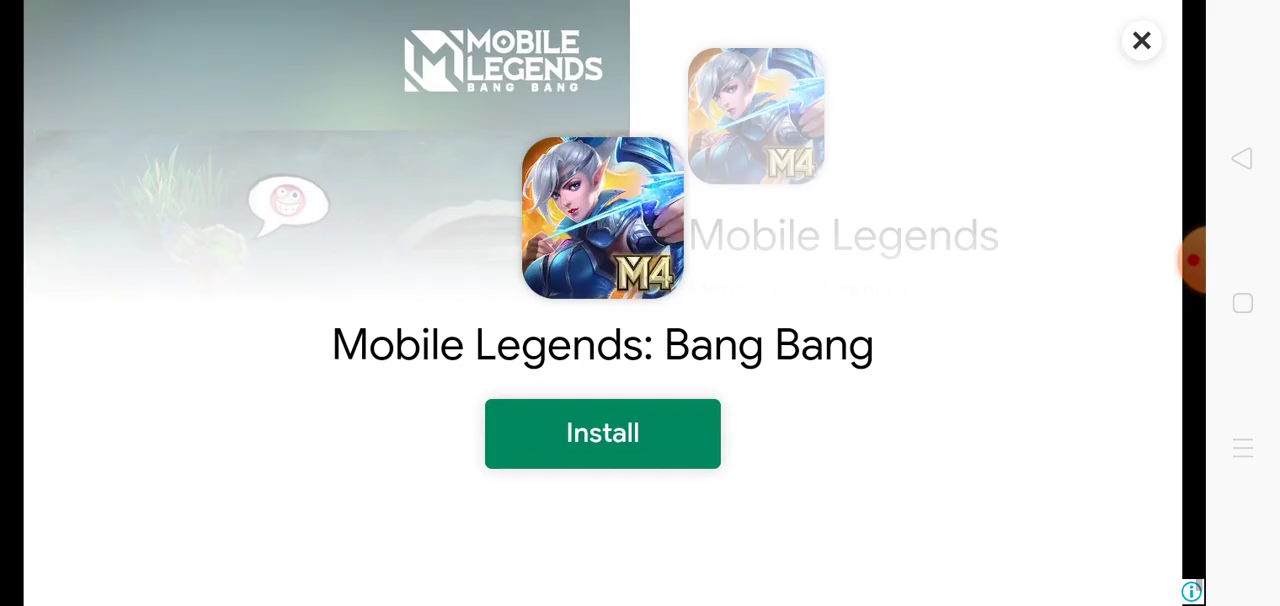 MOBILE
LEGENDS
BANG BANG
M4
Mobile Legends
M4
Mobile Legends: Bang Bang
Install